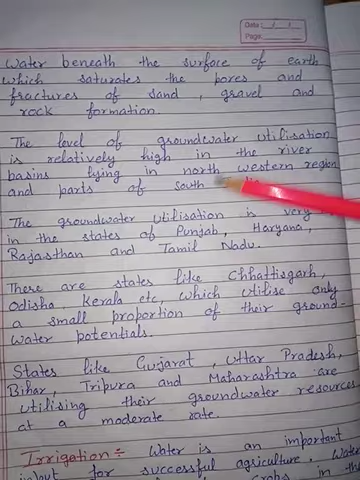 Date : / /
Page
Water beneath the surface of earth
which saturates the pores and
fractures of sand , gravel and
rock formation.
The level of groundwater utilisation
is relatively high in the river
basins lying in north western region
and parts of south
The groundwater utilisation is very
in the states of Punjab, Haryana,
Rajasthan and Tamil Nadu.
There are states like Chhattisgarh,
Odisha, Kerala etc, which utilise only
a small proportion of their ground-
water potentials.
States like Gujarat , Uttar Pradesh,
Bihar, Tripura and Maharashtra are
utilising their groundwater resources
at a moderate rate.
Irrigation ÷ Water is an important
input for successful agriculture. Water
crops in the